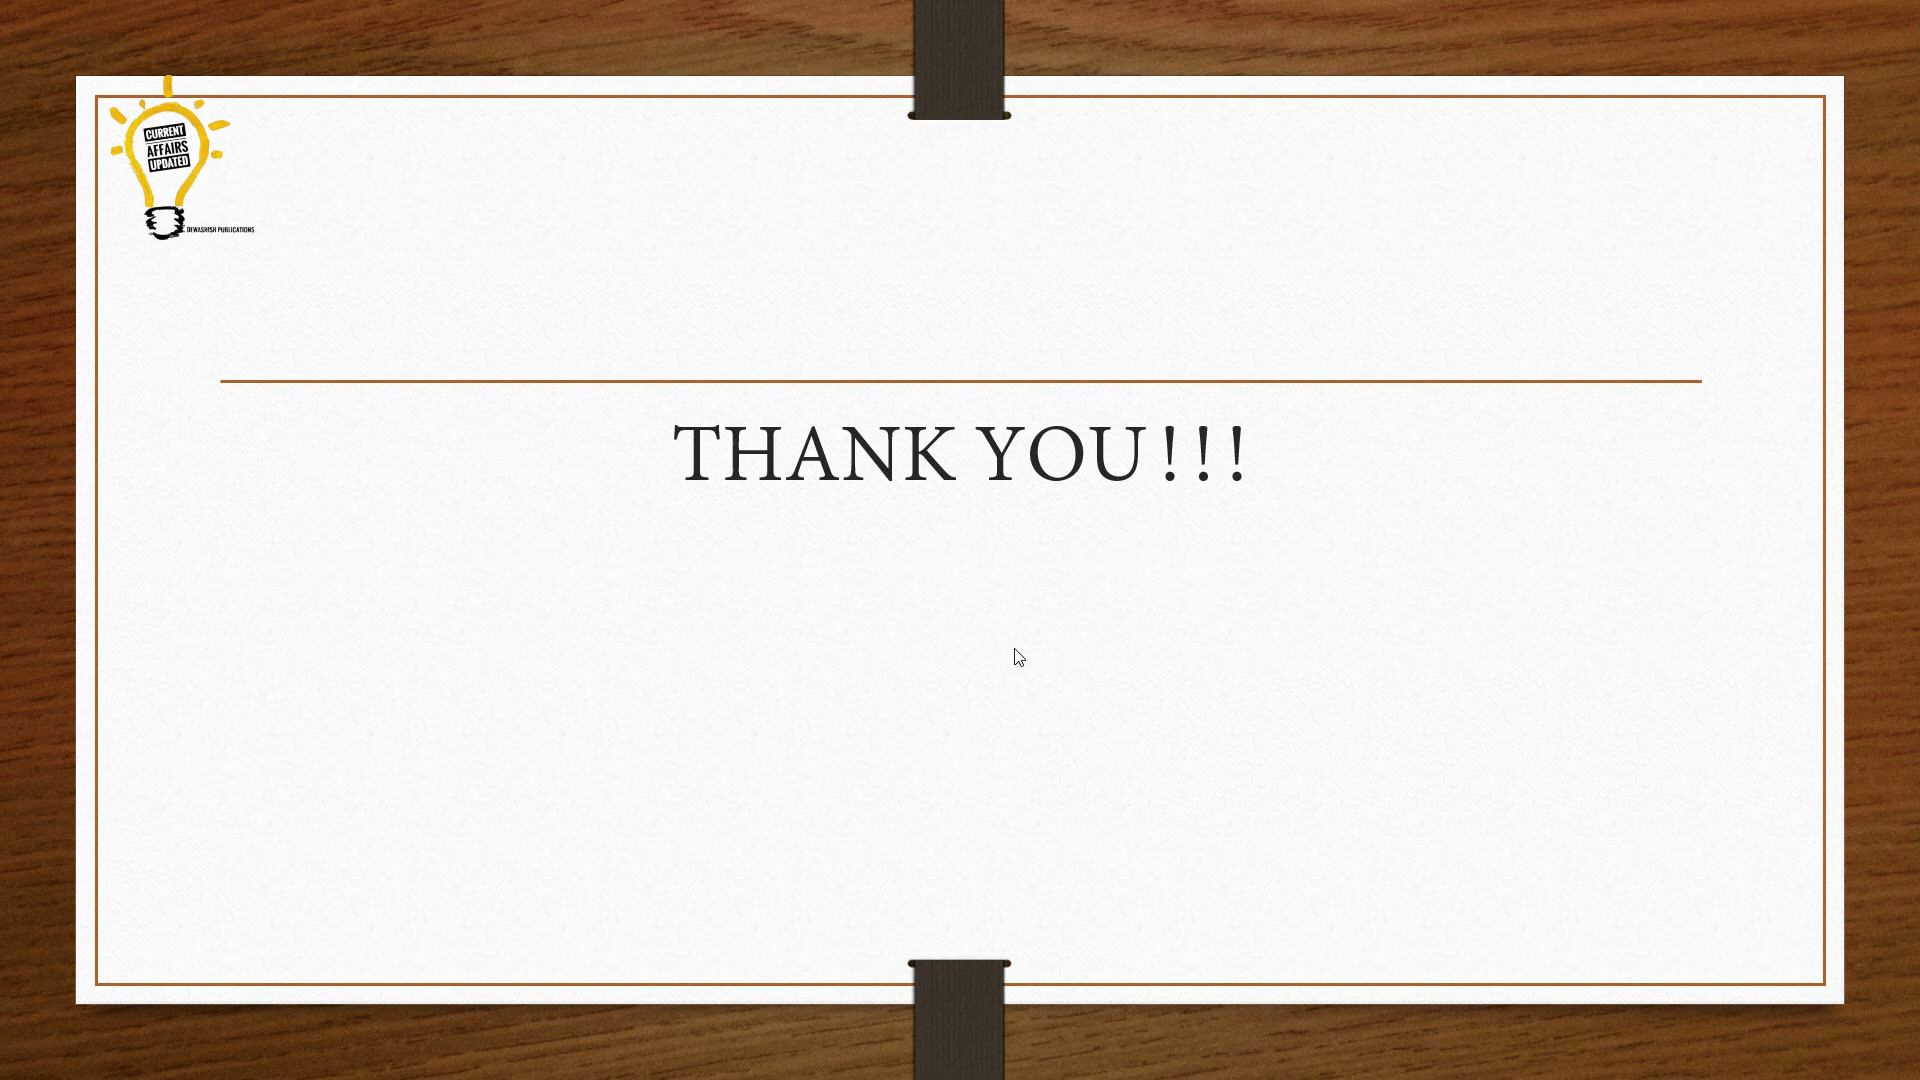 CURRENT
AFFAIRS
UPDATED
DEWASHISH PUBLICATIONS
THANK YOU!!!